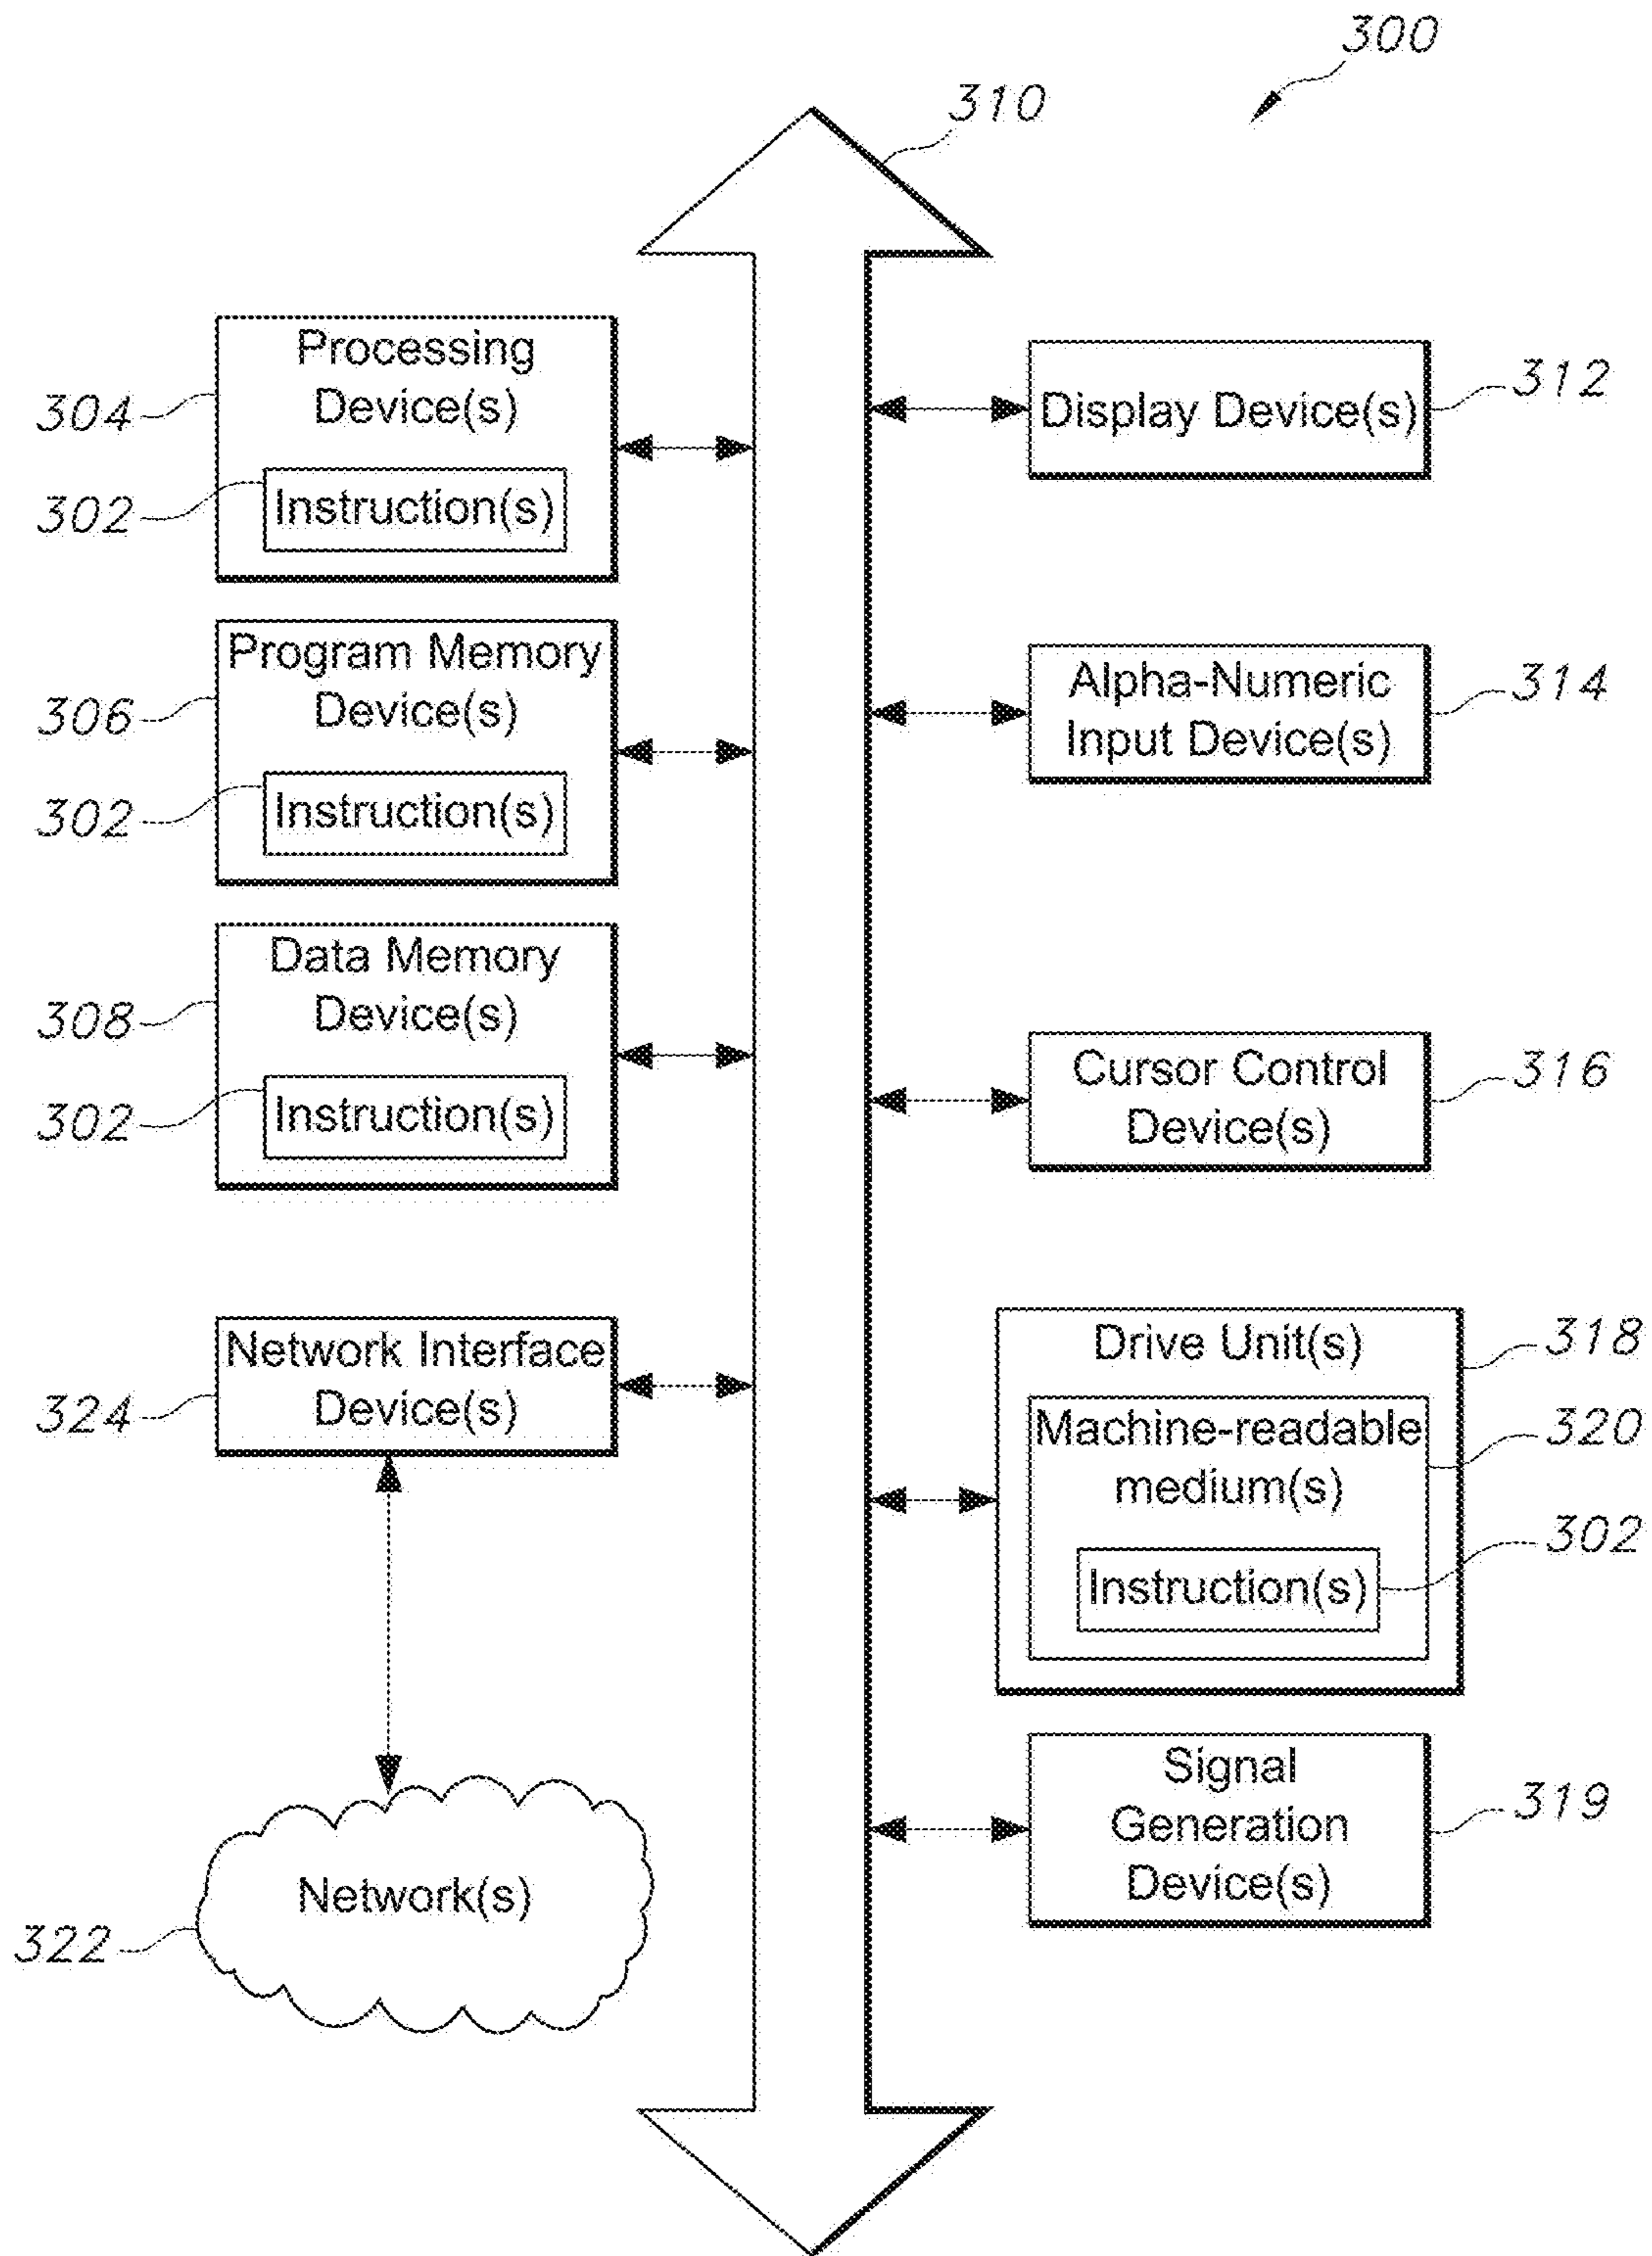 300
310
Processing
Device(s)
304
302
Instruction(s)
Program Memory
Device(s)
306
302
Instruction(s)
Data Memory
Device(s)
308
302
Instruction(s)
Network Interface
Device(s)
324
Network(s)
322
Display Device(s)
312
Alpha-Numeric
Input Device(s)
314
Cursor Control
Device(s)
316
Drive Unit(s)
318
Machine-readable
medium(s)
320
302
Instruction(s)
Signal
Generation
Device(s)
319